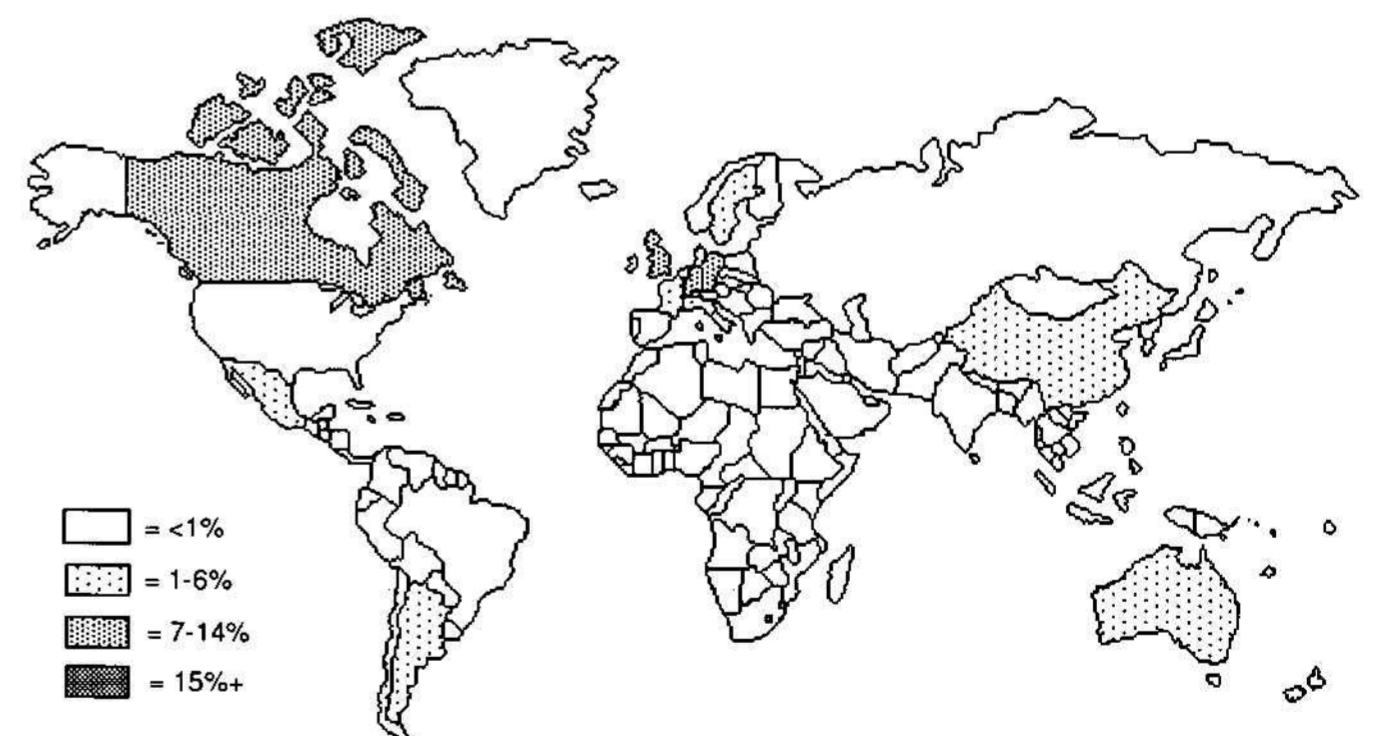 = <1%
= 1-6%
= 7-14%
= 15%+